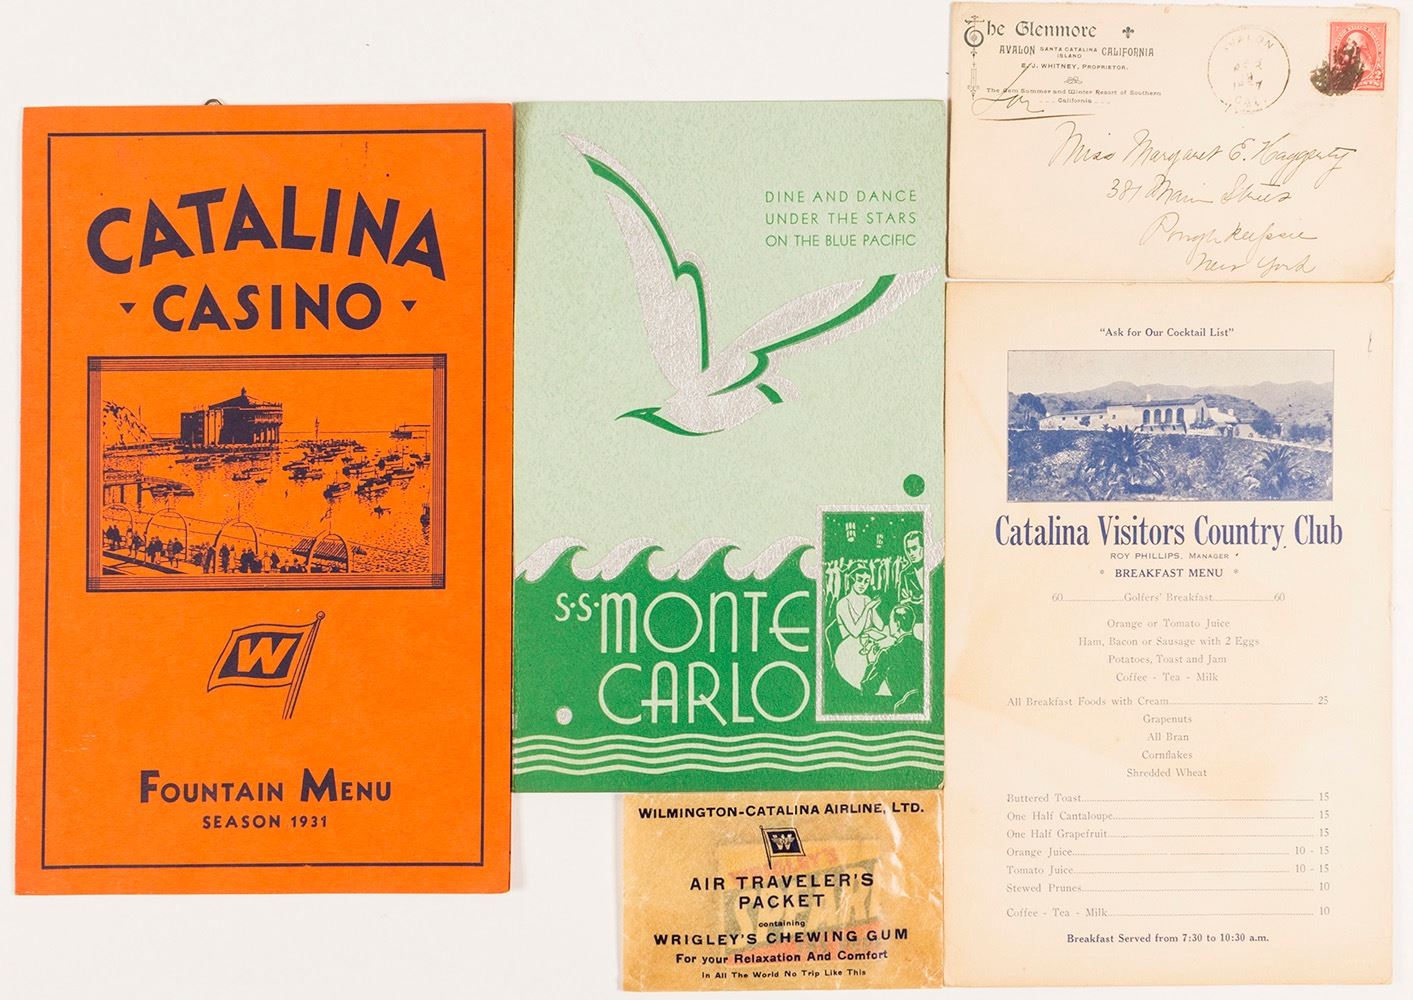 CATALINA
CASINO
W
FOUNTAIN MENU
SEASON 1931
DINE AND DANCE
UNDER THE STARS
ON THE BLUE PACIFIC
S·S·MONTE
CARLO
WILMINGTON-CATALINA AIRLINE, LTD.
W
AIR TRAVELER'S
PACKET
containing
WRIGLEY'S CHEWING GUM
For your Relaxation And Comfort
In All The World No Trip Like This
The Glenmore
AVALON SANTA CATALINA ISLAND CALIFORNIA
E. J. WHITNEY, PROPRIETOR.
The Gem Summer and Winter Resort of Southern
California
AVALON
CAL.
2 CENTS 2
Miss Margaret E. Haggerty
381 Main Street
Poughkeepsie
New York
"Ask for Our Cocktail List"
Catalina Visitors Country Club
ROY PHILLIPS, MANAGER
* BREAKFAST MENU *
60 Golfers' Breakfast 60
Orange or Tomato Juice
Ham, Bacon or Sausage with 2 Eggs
Potatoes, Toast and Jam
Coffee - Tea - Milk
All Breakfast Foods with Cream 25
Grapenuts
All Bran
Cornflakes
Shredded Wheat
Buttered Toast 15
One Half Cantaloupe 15
One Half Grapefruit 15
Orange Juice 10 - 15
Tomato Juice 10 - 15
Stewed Prunes 10
Coffee - Tea - Milk 10
Breakfast Served from 7:30 to 10:30 a.m.